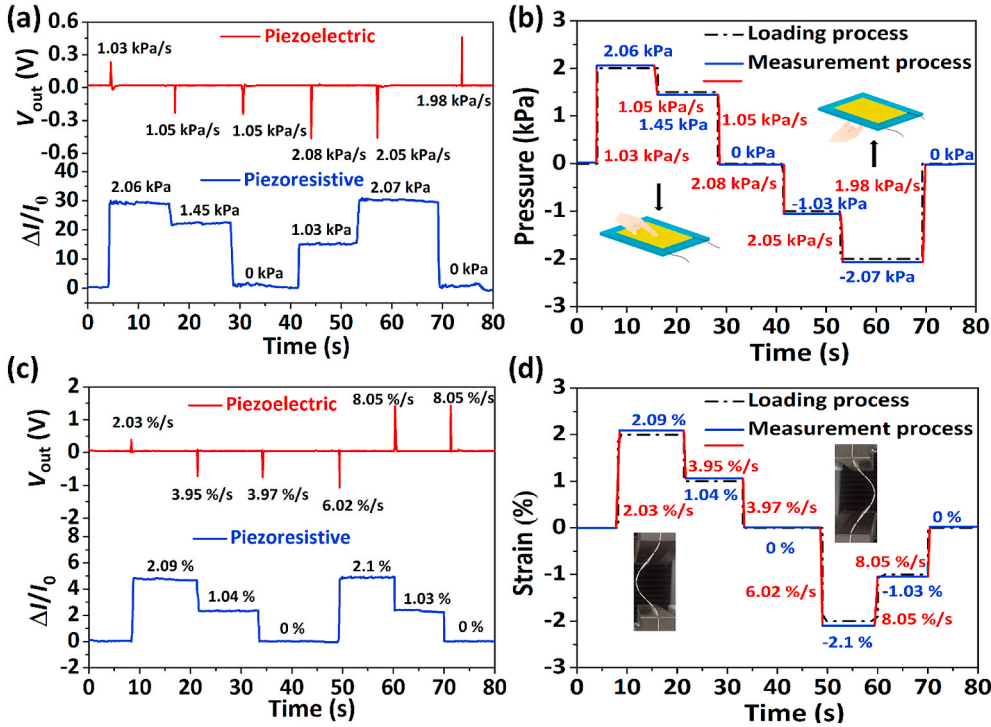 (a)
0.6
0.3
0.0
-0.3
-0.6
V_out (V)
Piezoelectric
1.03 kPa/s
1.05 kPa/s
1.05 kPa/s
2.08 kPa/s
2.05 kPa/s
1.98 kPa/s
40
30
20
10
0
ΔI/I_0
Piezoresistive
2.06 kPa
1.45 kPa
0 kPa
1.03 kPa
2.07 kPa
0 kPa
0 10 20 30 40 50 60 70 80
Time (s)
(b)
3
2
1
0
-1
-2
-3
Pressure (kPa)
2.06 kPa
Loading process
Measurement process
1.05 kPa/s
1.45 kPa
1.05 kPa/s
1.03 kPa/s
0 kPa
0 kPa
2.08 kPa/s
1.98 kPa/s
-1.03 kPa
2.05 kPa/s
-2.07 kPa
0 10 20 30 40 50 60 70 80
Time (s)
(c)
2
1
0
-1
-2
V_out (V)
Piezoelectric
2.03 %/s
3.95 %/s
3.97 %/s
6.02 %/s
8.05 %/s
8.05 %/s
8
6
4
2
0
-2
ΔI/I_0
Piezoresistive
2.09 %
1.04 %
0 %
2.1 %
1.03 %
0 %
0 10 20 30 40 50 60 70 80
Time (s)
(d)
3
2
1
0
-1
-2
-3
Strain (%)
2.09 %
Loading process
Measurement process
3.95 %/s
1.04 %
2.03 %/s
3.97 %/s
0 %
0 %
6.02 %/s
8.05 %/s
-1.03 %
8.05 %/s
-2.1 %
0 10 20 30 40 50 60 70 80
Time (s)